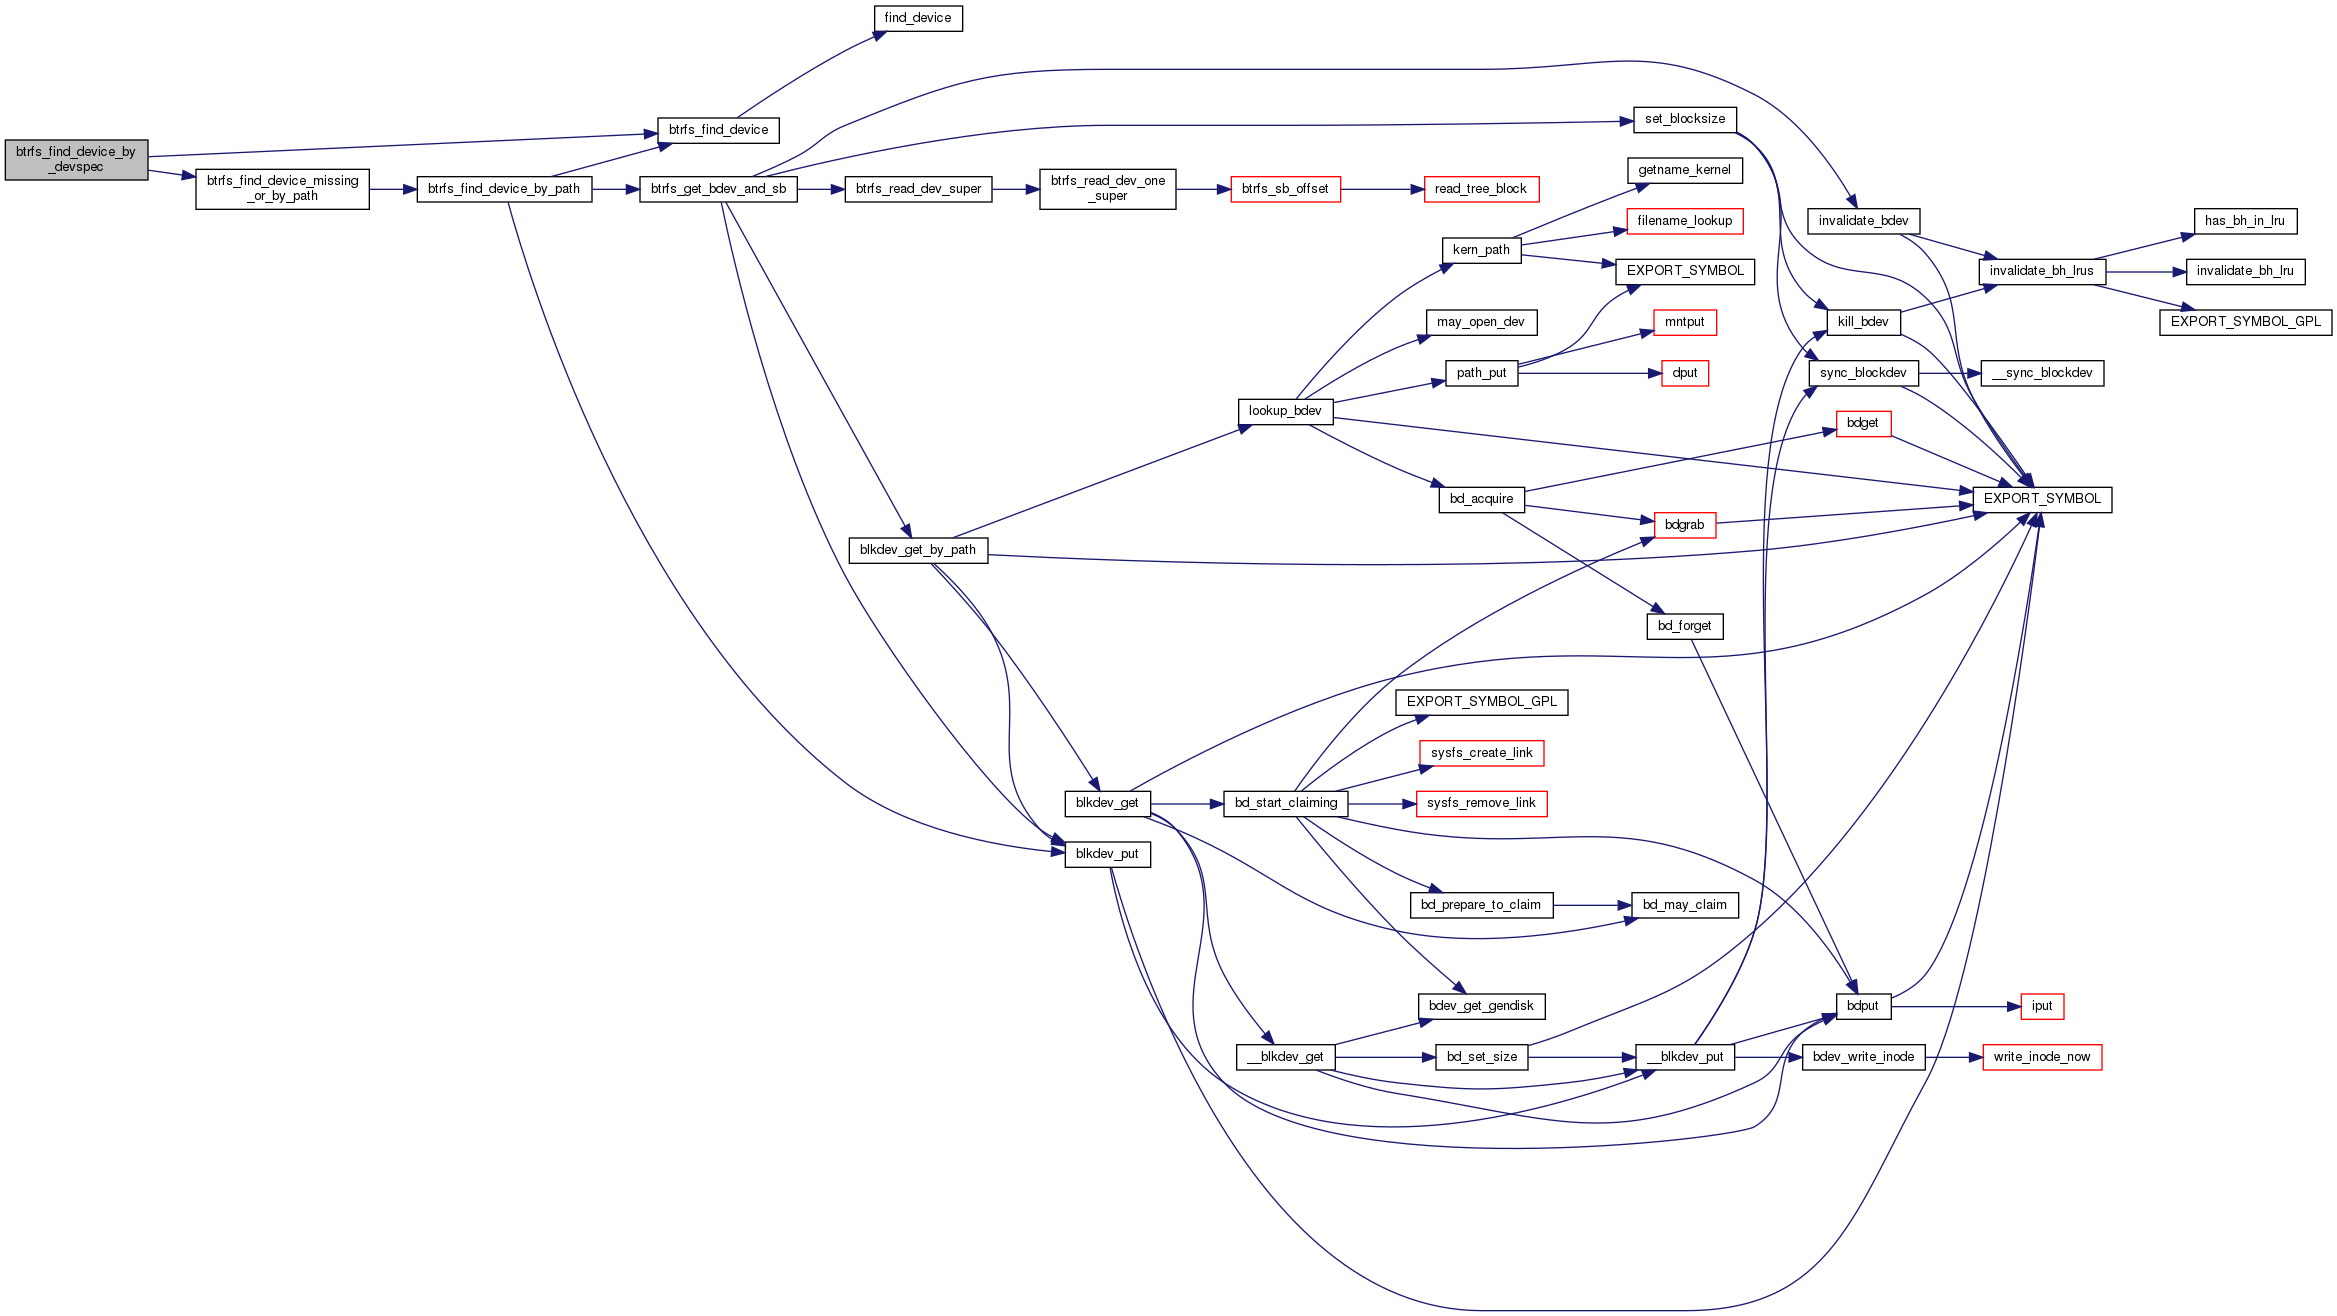 find_device
btrfs_find_device
btrfs_find_device_by
_devspec
btrfs_find_device_missing
_or_by_path
btrfs_find_device_by_path
btrfs_get_bdev_and_sb
btrfs_read_dev_super
btrfs_read_dev_one
_super
btrfs_sb_offset
read_tree_block
set_blocksize
getname_kernel
filename_lookup
kern_path
EXPORT_SYMBOL
invalidate_bdev
has_bh_in_lru
invalidate_bh_lrus
invalidate_bh_lru
EXPORT_SYMBOL_GPL
may_open_dev
mntput
kill_bdev
path_put
dput
sync_blockdev
__sync_blockdev
lookup_bdev
bdget
bd_acquire
EXPORT_SYMBOL
bdgrab
blkdev_get_by_path
bd_forget
EXPORT_SYMBOL_GPL
sysfs_create_link
blkdev_get
bd_start_claiming
sysfs_remove_link
blkdev_put
bd_prepare_to_claim
bd_may_claim
bdev_get_gendisk
bdput
iput
__blkdev_get
bd_set_size
__blkdev_put
bdev_write_inode
write_inode_now